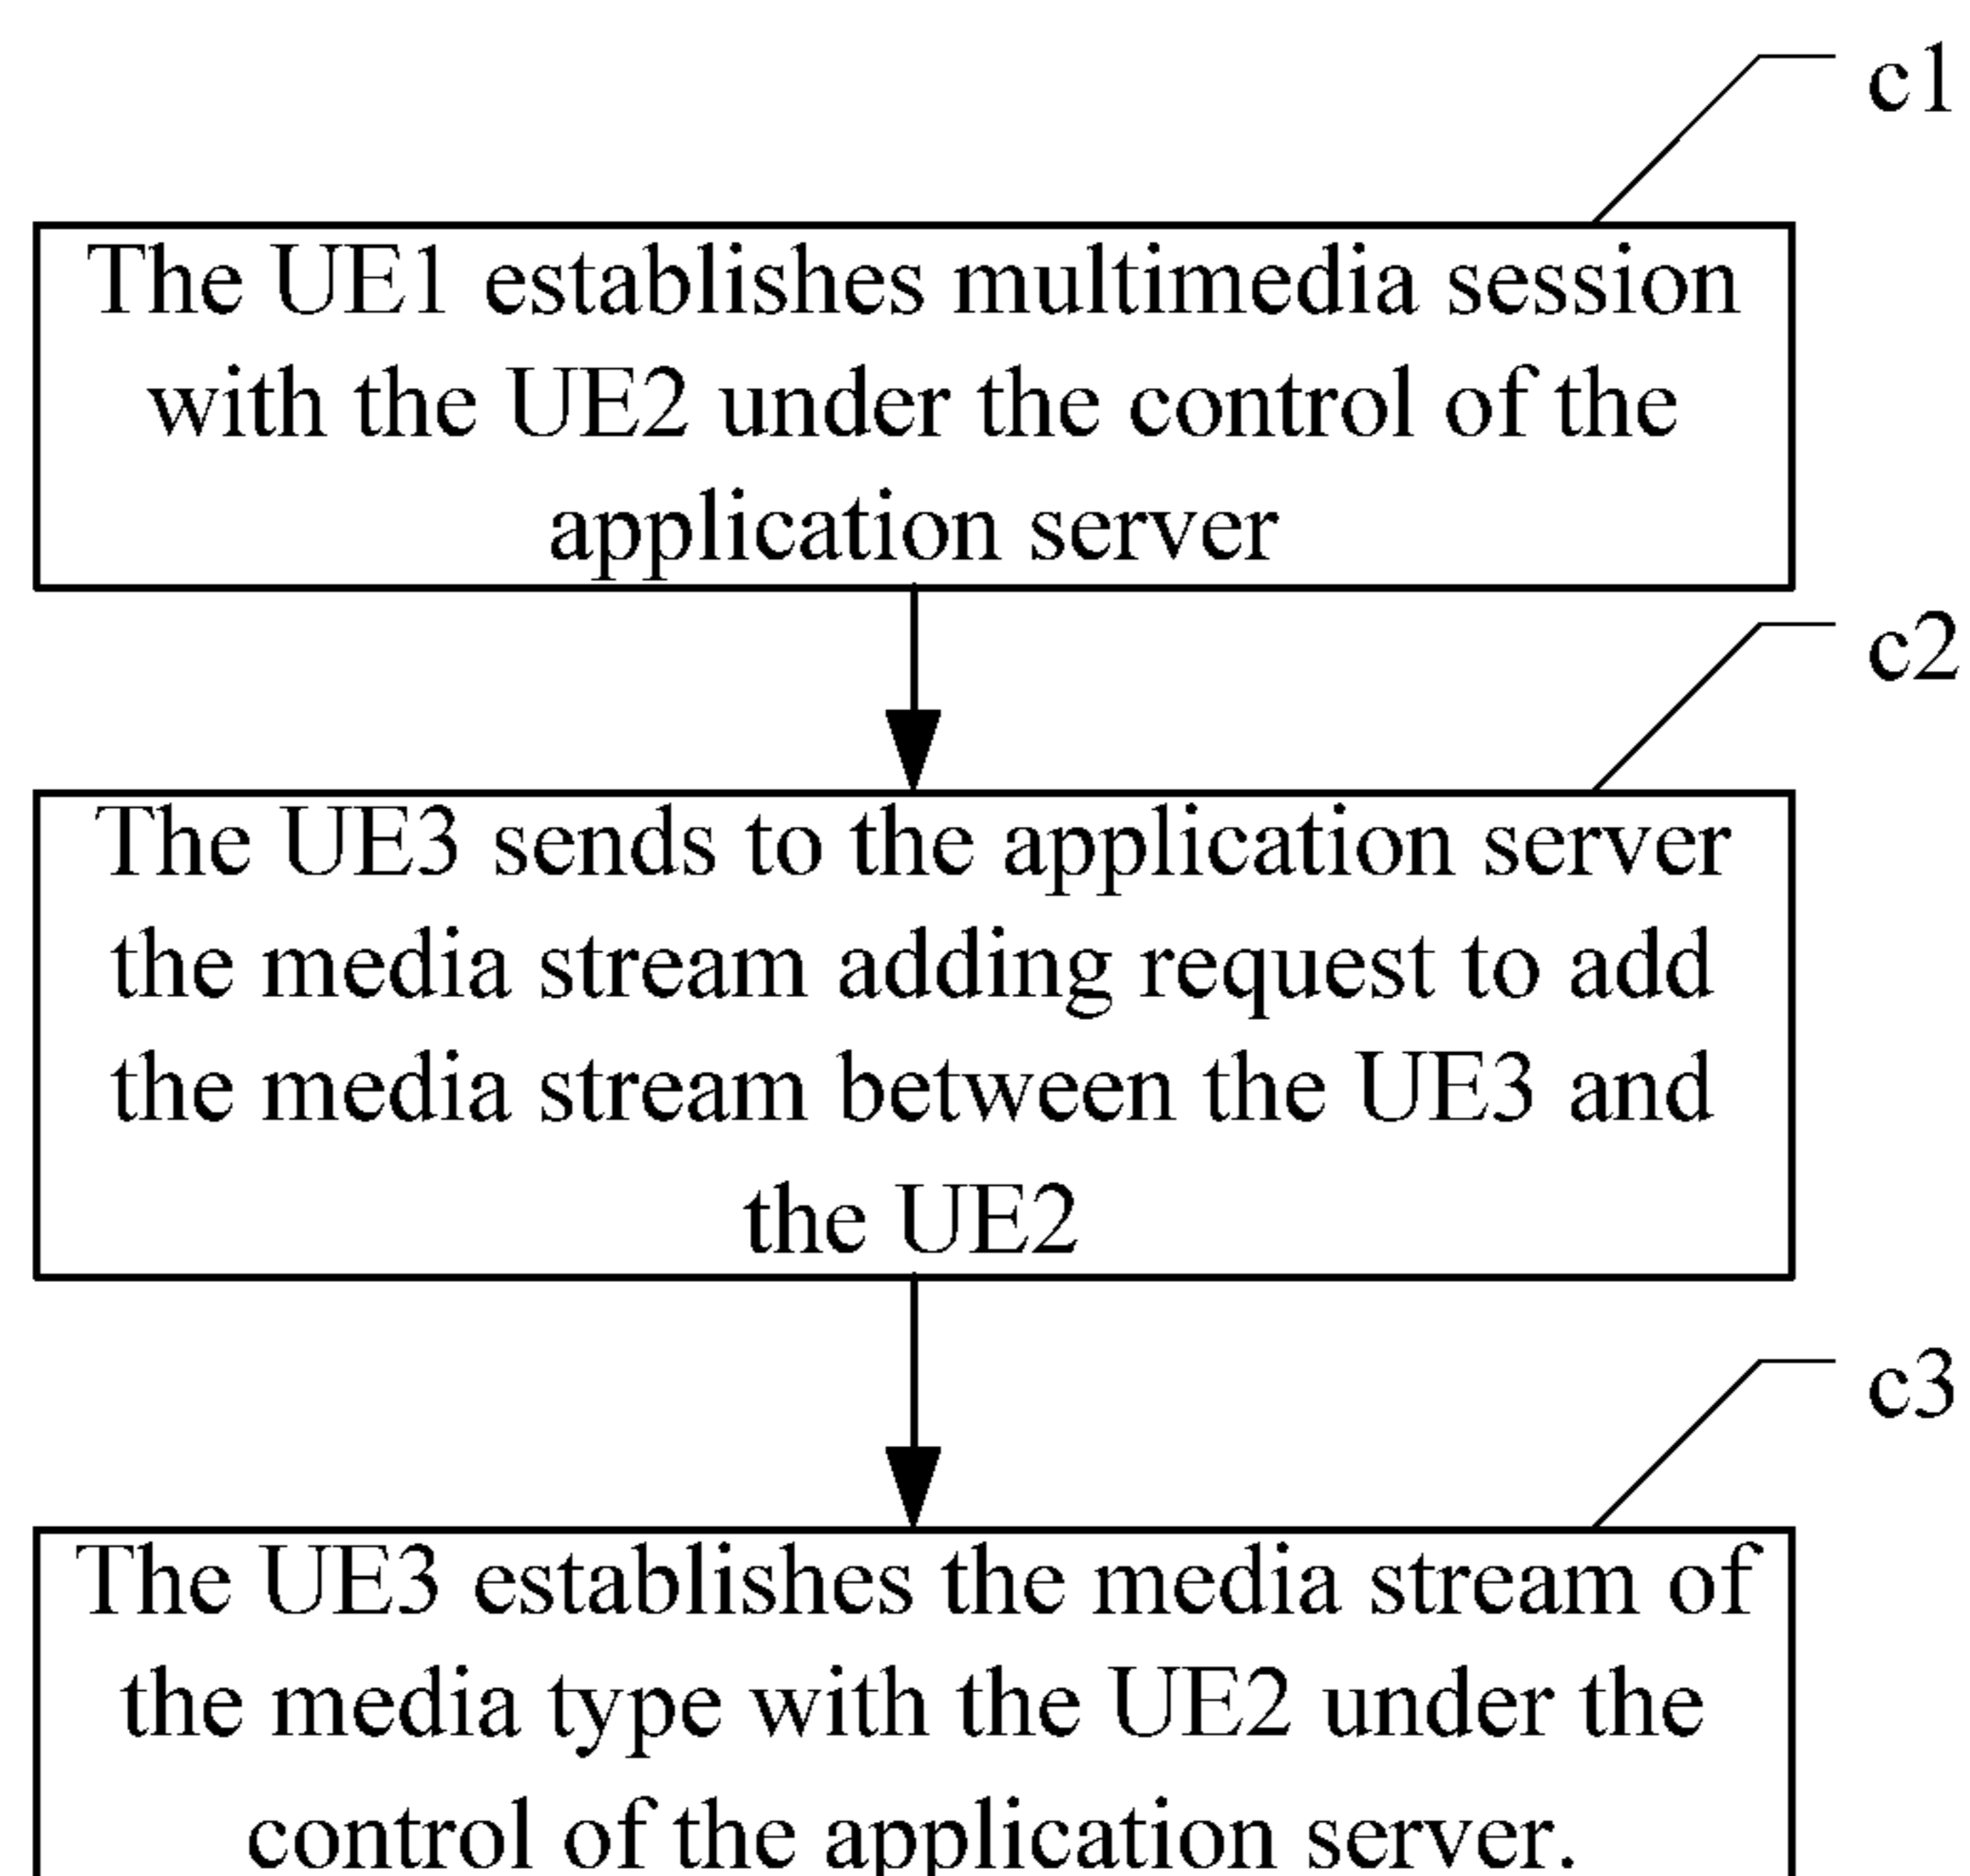 c1
The UE1 establishes multimedia session
with the UE2 under the control of the
application server
c2
The UE3 sends to the application server
the media stream adding request to add
the media stream between the UE3 and
the UE2
c3
The UE3 establishes the media stream of
the media type with the UE2 under the
control of the application server.